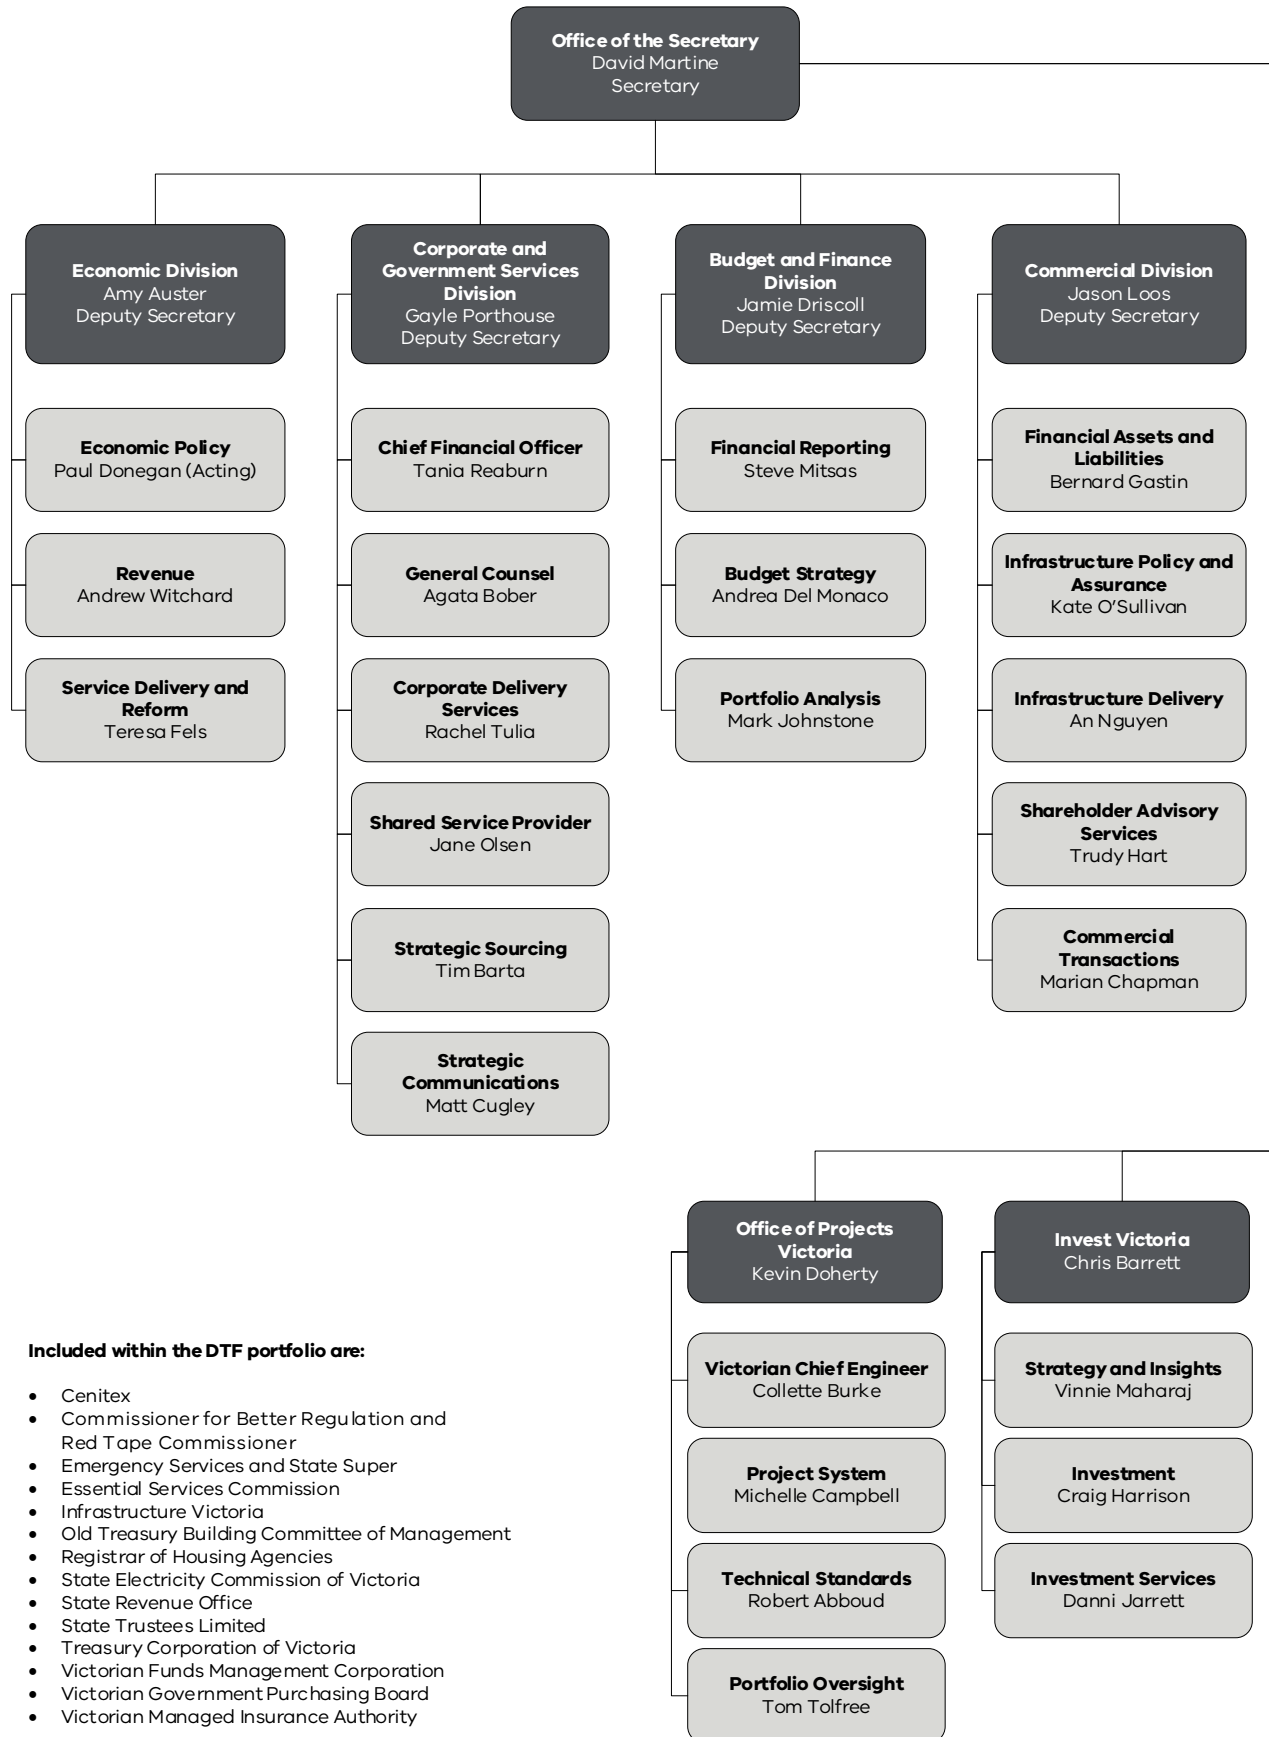 Office of the Secretary
David Martine
Secretary
Economic Division
Amy Auster
Deputy Secretary
Economic Policy
Paul Donegan (Acting)
Revenue
Andrew Witchard
Service Delivery and
Reform
Teresa Fels
Corporate and
Government Services
Division
Gayle Porthouse
Deputy Secretary
Chief Financial Officer
Tania Reaburn
General Counsel
Agata Bober
Corporate Delivery
Services
Rachel Tulia
Shared Service Provider
Jane Olsen
Strategic Sourcing
Tim Barta
Strategic
Communications
Matt Cugley
Budget and Finance
Division
Jamie Driscoll
Deputy Secretary
Financial Reporting
Steve Mitsas
Budget Strategy
Andrea Del Monaco
Portfolio Analysis
Mark Johnstone
Commercial Division
Jason Loos
Deputy Secretary
Financial Assets and
Liabilities
Bernard Gastin
Infrastructure Policy and
Assurance
Kate O’Sullivan
Infrastructure Delivery
An Nguyen
Shareholder Advisory
Services
Trudy Hart
Commercial
Transactions
Marian Chapman
Office of Projects
Victoria
Kevin Doherty
Victorian Chief Engineer
Collette Burke
Project System
Michelle Campbell
Technical Standards
Robert Abboud
Portfolio Oversight
Tom Tolfree
Invest Victoria
Chris Barrett
Strategy and Insights
Vinnie Maharaj
Investment
Craig Harrison
Investment Services
Danni Jarrett
Included within the DTF portfolio are:
• Cenitex
• Commissioner for Better Regulation and
Red Tape Commissioner
• Emergency Services and State Super
• Essential Services Commission
• Infrastructure Victoria
• Old Treasury Building Committee of Management
• Registrar of Housing Agencies
• State Electricity Commission of Victoria
• State Revenue Office
• State Trustees Limited
• Treasury Corporation of Victoria
• Victorian Funds Management Corporation
• Victorian Government Purchasing Board
• Victorian Managed Insurance Authority